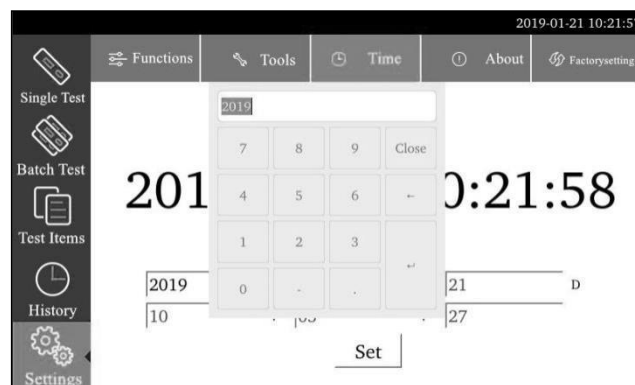 2019-01-21 10:21:57
Functions
Tools
Time
About
Factorysetting
Single Test
Batch Test
Test Items
History
Settings
201
0:21:58
2019
7 8 9 Close
4 5 6 ←
1 2 3 ↵
0 - .
2019 21 D
10 : : 27
Set